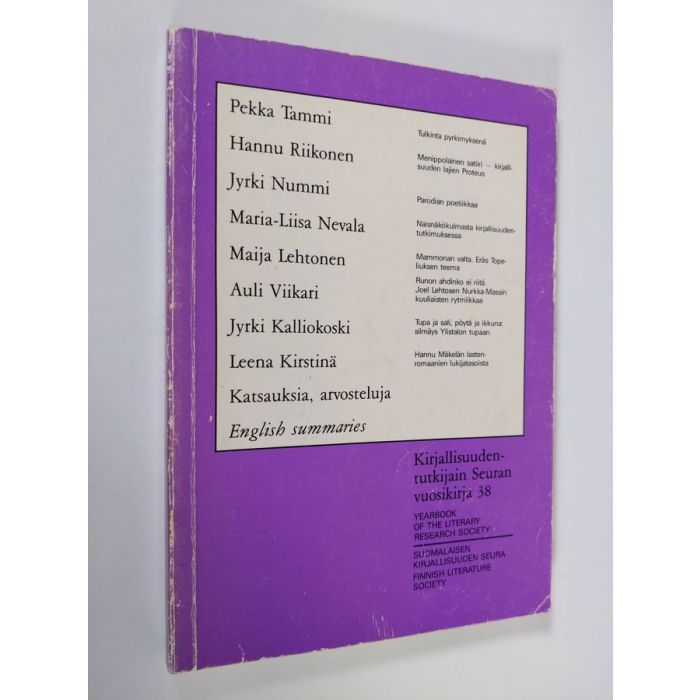 Pekka Tammi
Tulkinta pyrkimyksenä
Hannu Riikonen
Menippolainen satiiri — kirjalli-
suuden lajien Proteus
Jyrki Nummi
Parodian poetiikkaa
Maria-Liisa Nevala
Naisnäkökulmasta kirjallisuuden-
tutkimuksessa
Maija Lehtonen
Mammonan valta. Eräs Tope-
liuksen teema
Auli Viikari
Runon ahdinko ei riitä.
Joel Lehtosen Nurkka-Massin
kuuliaisten rytmiikkaa
Jyrki Kalliokoski
Tupa ja sali, pöytä ja ikkuna:
silmäys Ylistalon tupaan
Leena Kirstinä
Hannu Mäkelän lasten-
romaanien lukijatasoista
Katsauksia, arvosteluja
English summaries
Kirjallisuuden-
tutkijain Seuran
vuosikirja 38
YEARBOOK
OF THE LITERARY
RESEARCH SOCIETY
SUOMALAISEN
KIRJALLISUUDEN SEURA
FINNISH LITERATURE
SOCIETY